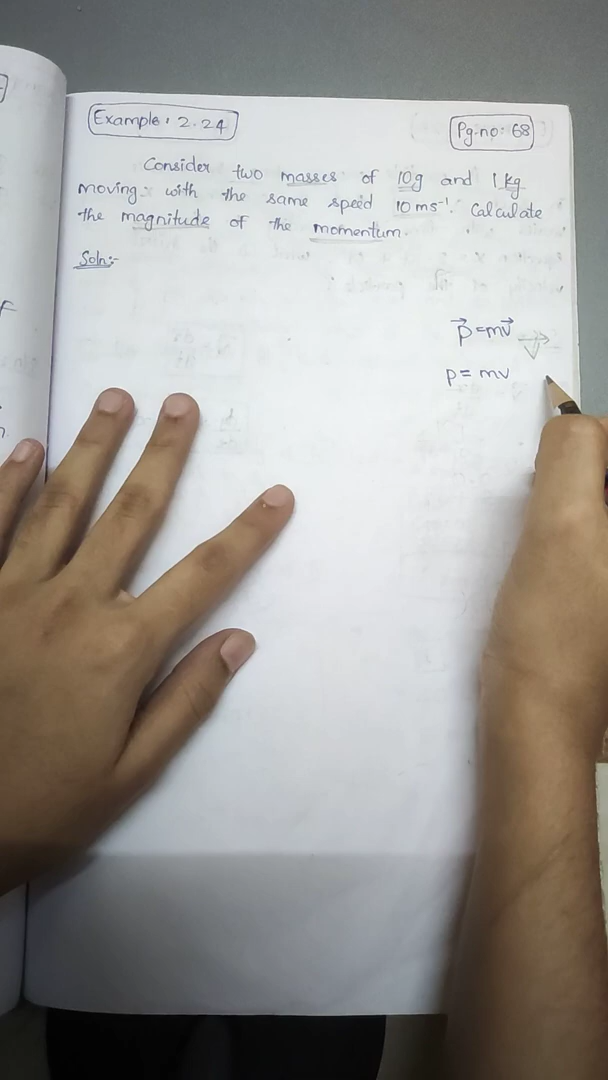 Example: 2.24
Pg.no: 68
Consider two masses of 10g and 1 kg
moving with the same speed 10 ms⁻¹. Calculate
the magnitude of the momentum.
Soln:-
p⃗ = mv⃗
p = mv